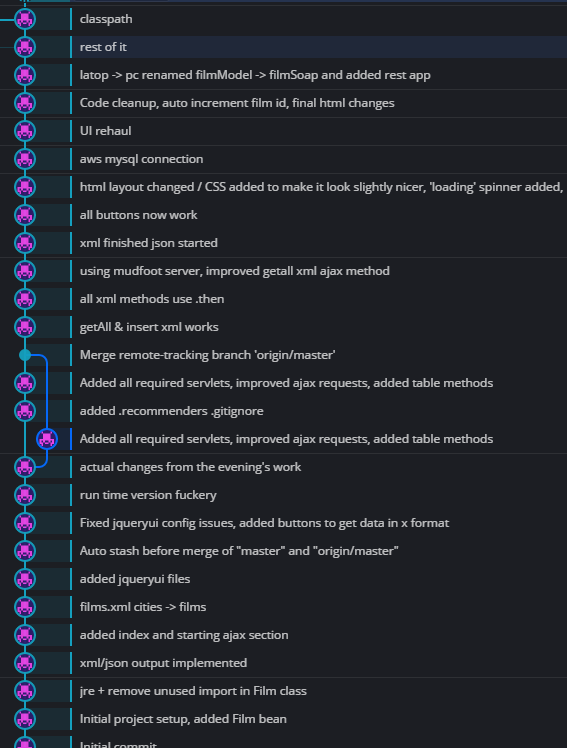 classpath
rest of it
latop -> pc renamed filmModel -> filmSoap and added rest app
Code cleanup, auto increment film id, final html changes
UI rehaul
aws mysql connection
html layout changed / CSS added to make it look slightly nicer, 'loading' spinner added,
all buttons now work
xml finished json started
using mudfoot server, improved getall xml ajax method
all xml methods use .then
getAll & insert xml works
Merge remote-tracking branch 'origin/master'
Added all required servlets, improved ajax requests, added table methods
added .recommenders .gitignore
Added all required servlets, improved ajax requests, added table methods
actual changes from the evening's work
run time version fuckery
Fixed jqueryui config issues, added buttons to get data in x format
Auto stash before merge of "master" and "origin/master"
added jqueryui files
films.xml cities -> films
added index and starting ajax section
xml/json output implemented
jre + remove unused import in Film class
Initial project setup, added Film bean
Initial commit